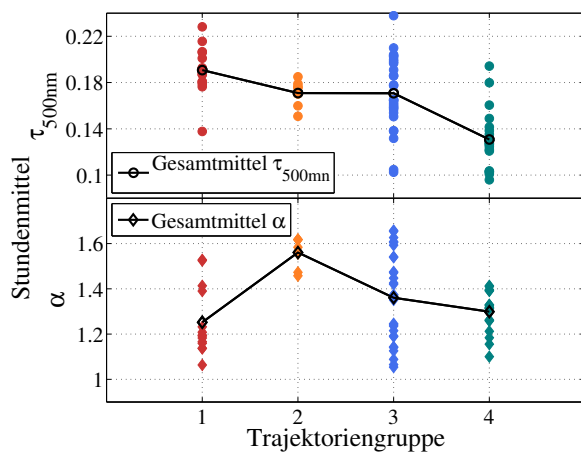 0.22
0.18
0.14
0.1
Gesamtmittel τ500mn
Stundenmittel
α τ500nm
Gesamtmittel α
1.6
1.4
1.2
1
1 2 3 4
Trajektoriengruppe